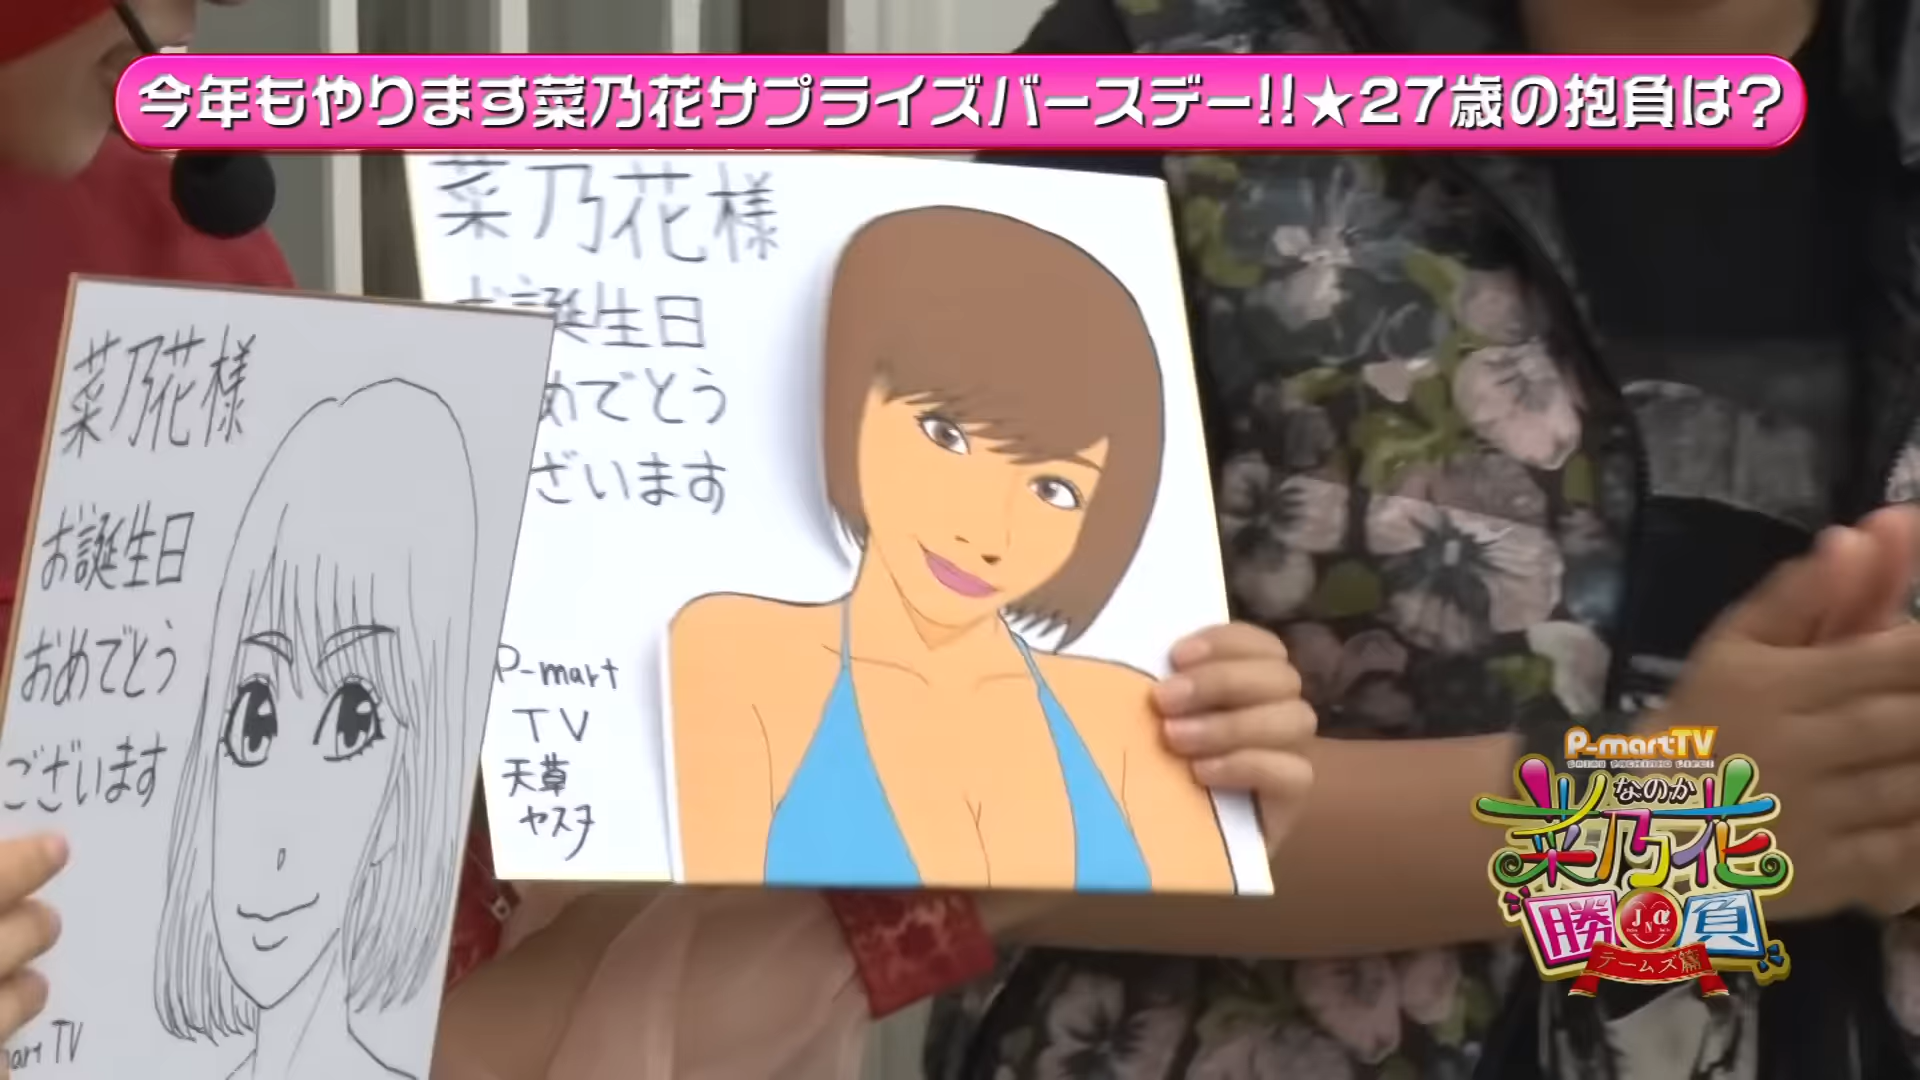 今年もやります菜乃花サプライズバースデー!!★27歳の抱負は?
菜乃花様
お誕生日
おめでとう
ございます
mart TV
菜乃花様
お誕生日
めでとう
ざいます
P-mart
TV
天草
ヤスヲ
P-martTV
なのか
菜乃花
勝負
J α
N
テームズ篇